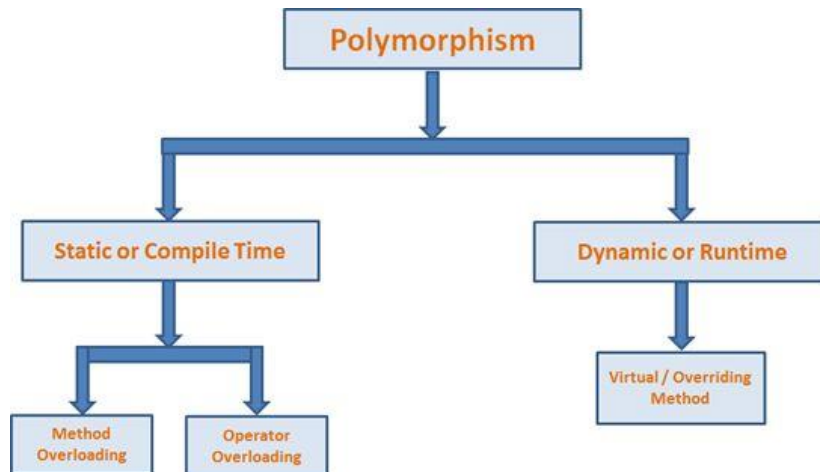 Polymorphism
Static or Compile Time
Dynamic or Runtime
Virtual / Overriding
Method
Method
Overloading
Operator
Overloading